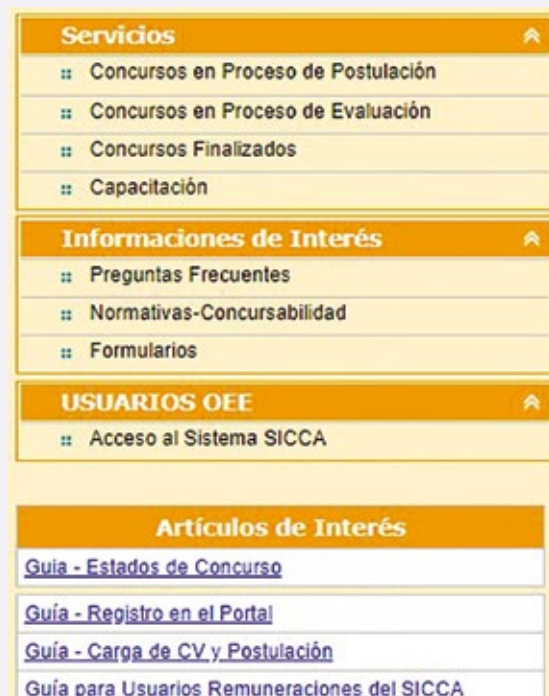 Servicios
Concursos en Proceso de Postulación
Concursos en Proceso de Evaluación
Concursos Finalizados
Capacitación
Informaciones de Interés
Preguntas Frecuentes
Normativas-Concursabilidad
Formularios
USUARIOS OEE
Acceso al Sistema SICCA
Artículos de Interés
Guia - Estados de Concurso
Guía - Registro en el Portal
Guía - Carga de CV y Postulación
Guía para Usuarios Remuneraciones del SICCA